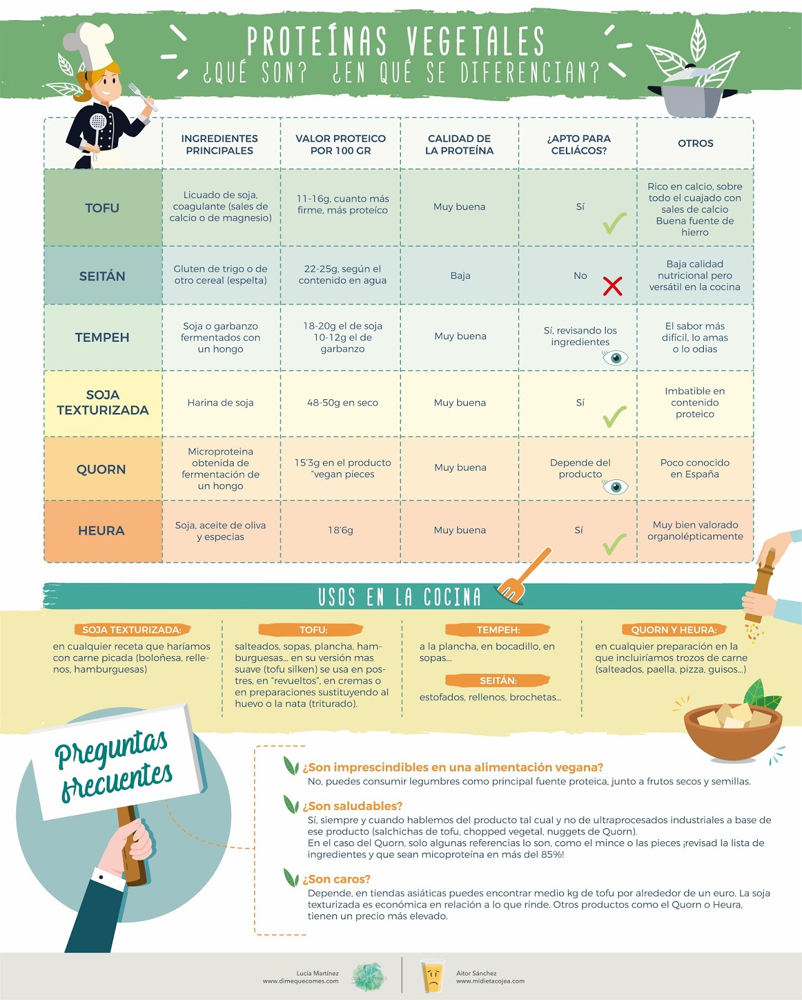 PROTEÍNAS VEGETALES
¿QUÉ SON? ¿EN QUÉ SE DIFERENCIAN?
INGREDIENTES
PRINCIPALES
VALOR PROTEICO
POR 100 GR
CALIDAD DE
LA PROTEÍNA
¿APTO PARA
CELIÁCOS?
OTROS
TOFU
Licuado de soja,
coagulante (sales de
calcio o de magnesio)
11-16g, cuanto más
firme, más proteíco
Muy buena
Sí
Rico en calcio, sobre
todo el cuajado con
sales de calcio
Buena fuente de
hierro
SEITÁN
Gluten de trigo o de
otro cereal (espelta)
22-25g, según el
contenido en agua
Baja
No
Baja calidad
nutricional pero
versátil en la cocina
TEMPEH
Soja o garbanzo
fermentados con
un hongo
18-20g el de soja
10-12g el de
garbanzo
Muy buena
Sí, revisando los
ingredientes
El sabor más
difícil, lo amas
o lo odias
SOJA
TEXTURIZADA
Harina de soja
48-50g en seco
Muy buena
Sí
Imbatible en
contenido
proteico
QUORN
Microproteina
obtenida de
fermentación de
un hongo
15'3g en el producto
“vegan pieces
Muy buena
Depende del
producto
Poco conocido
en España
HEURA
Soja, aceite de oliva
y especias
18'6g
Muy buena
Sí
Muy bien valorado
organolépticamente
USOS EN LA COCINA
SOJA TEXTURIZADA:
en cualquier receta que haríamos
con carne picada (boloñesa, relle-
nos, hamburguesas)
TOFU:
salteados, sopas, plancha, ham-
burguesas... en su versión mas
suave (tofu silken) se usa en pos-
tres, en “revueltos”, en cremas o
en preparaciones sustituyendo al
huevo o la nata (triturado).
TEMPEH:
a la plancha, en bocadillo, en
sopas...
SEITÁN:
estofados, rellenos, brochetas...
QUORN Y HEURA:
en cualquier preparación en la
que incluiríamos trozos de carne
(salteados, paella, pizza, guisos...)
Preguntas
frecuentes
¿Son imprescindibles en una alimentación vegana?
No, puedes consumir legumbres como principal fuente proteica, junto a frutos secos y semillas.
¿Son saludables?
Sí, siempre y cuando hablemos del producto tal cual y no de ultraprocesados industriales a base de
ese producto (salchichas de tofu, chopped vegetal, nuggets de Quorn).
En el caso del Quorn, solo algunas referencias lo son, como el mince o las pieces ¡revisad la lista de
ingredientes y que sean micoproteína en más del 85%!
¿Son caros?
Depende, en tiendas asiáticas puedes encontrar medio kg de tofu por alrededor de un euro. La soja
texturizada es económica en relación a lo que rinde. Otros productos como el Quorn o Heura,
tienen un precio más elevado.
Lucía Martínez
www.dimequecomes.com
Aitor Sánchez
www.midietacojea.com